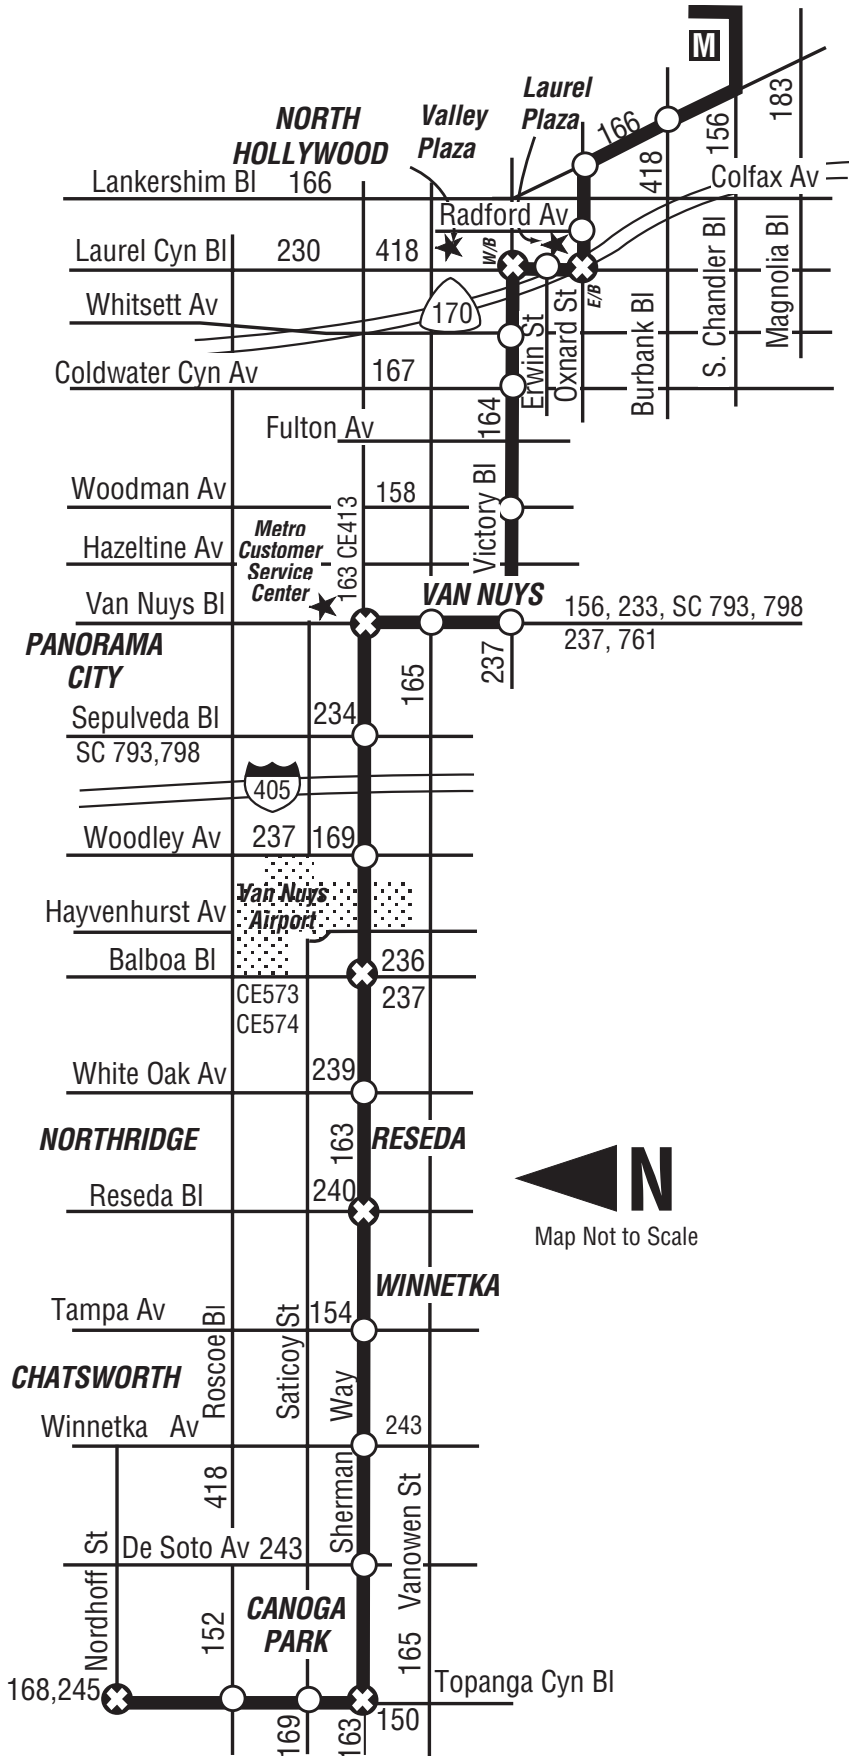 M
183
Laurel
Plaza
Valley
Plaza
NORTH
HOLLYWOOD
166
156
418
Lankershim Bl 166
Colfax Av
Radford Av
Laurel Cyn Bl 230 418
W/B
E/B
Whitsett Av
170
Erwin St
Oxnard St
Burbank Bl
S. Chandler Bl
Magnolia Bl
Coldwater Cyn Av 167
164
Fulton Av
Woodman Av 158
163 CE413
Victory Bl
Metro
Customer
Service
Center
Hazeltine Av
Van Nuys Bl
VAN NUYS
156, 233, SC 793, 798
237, 761
PANORAMA
CITY
165
237
Sepulveda Bl 234
SC 793,798
405
Woodley Av 237 169
Van Nuys
Airport
Hayvenhurst Av
Balboa Bl 236
237
CE573
CE574
White Oak Av 239
NORTHRIDGE
163
RESEDA
Reseda Bl 240
N
Map Not to Scale
WINNETKA
Tampa Av 154
Roscoe Bl
Saticoy St
Sherman Way
CHATSWORTH
Winnetka Av 243
418
Vanowen St
Nordhoff St
De Soto Av 243
CANOGA
PARK
152
165
168,245
Topanga Cyn Bl
150
169
163